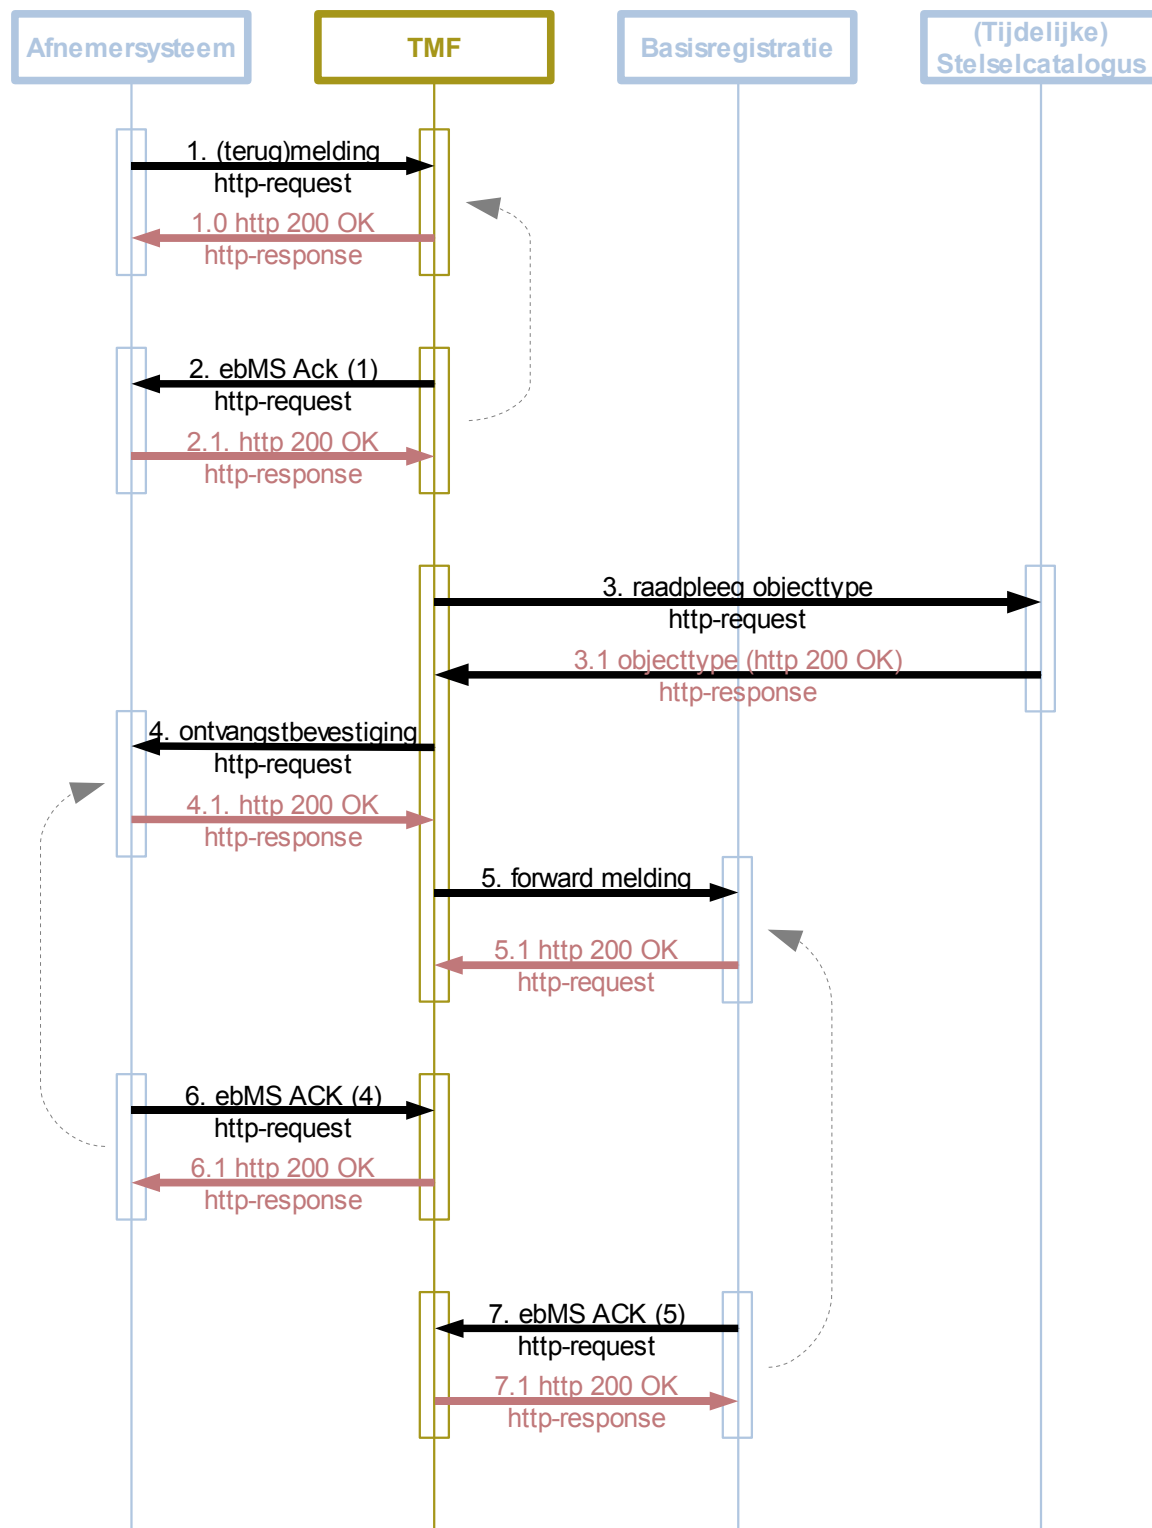 Afnemersysteem
TMF
Basisregistratie
(Tijdelijke)
Stelselcatalogus
1. (terug)melding
http-request
1.0 http 200 OK
http-response
2. ebMS Ack (1)
http-request
2.1. http 200 OK
http-response
3. raadpleeg objecttype
http-request
3.1 objecttype (http 200 OK)
http-response
4. ontvangstbevestiging
http-request
4.1. http 200 OK
http-response
5. forward melding
5.1 http 200 OK
http-request
6. ebMS ACK (4)
http-request
6.1 http 200 OK
http-response
7. ebMS ACK (5)
http-request
7.1 http 200 OK
http-response